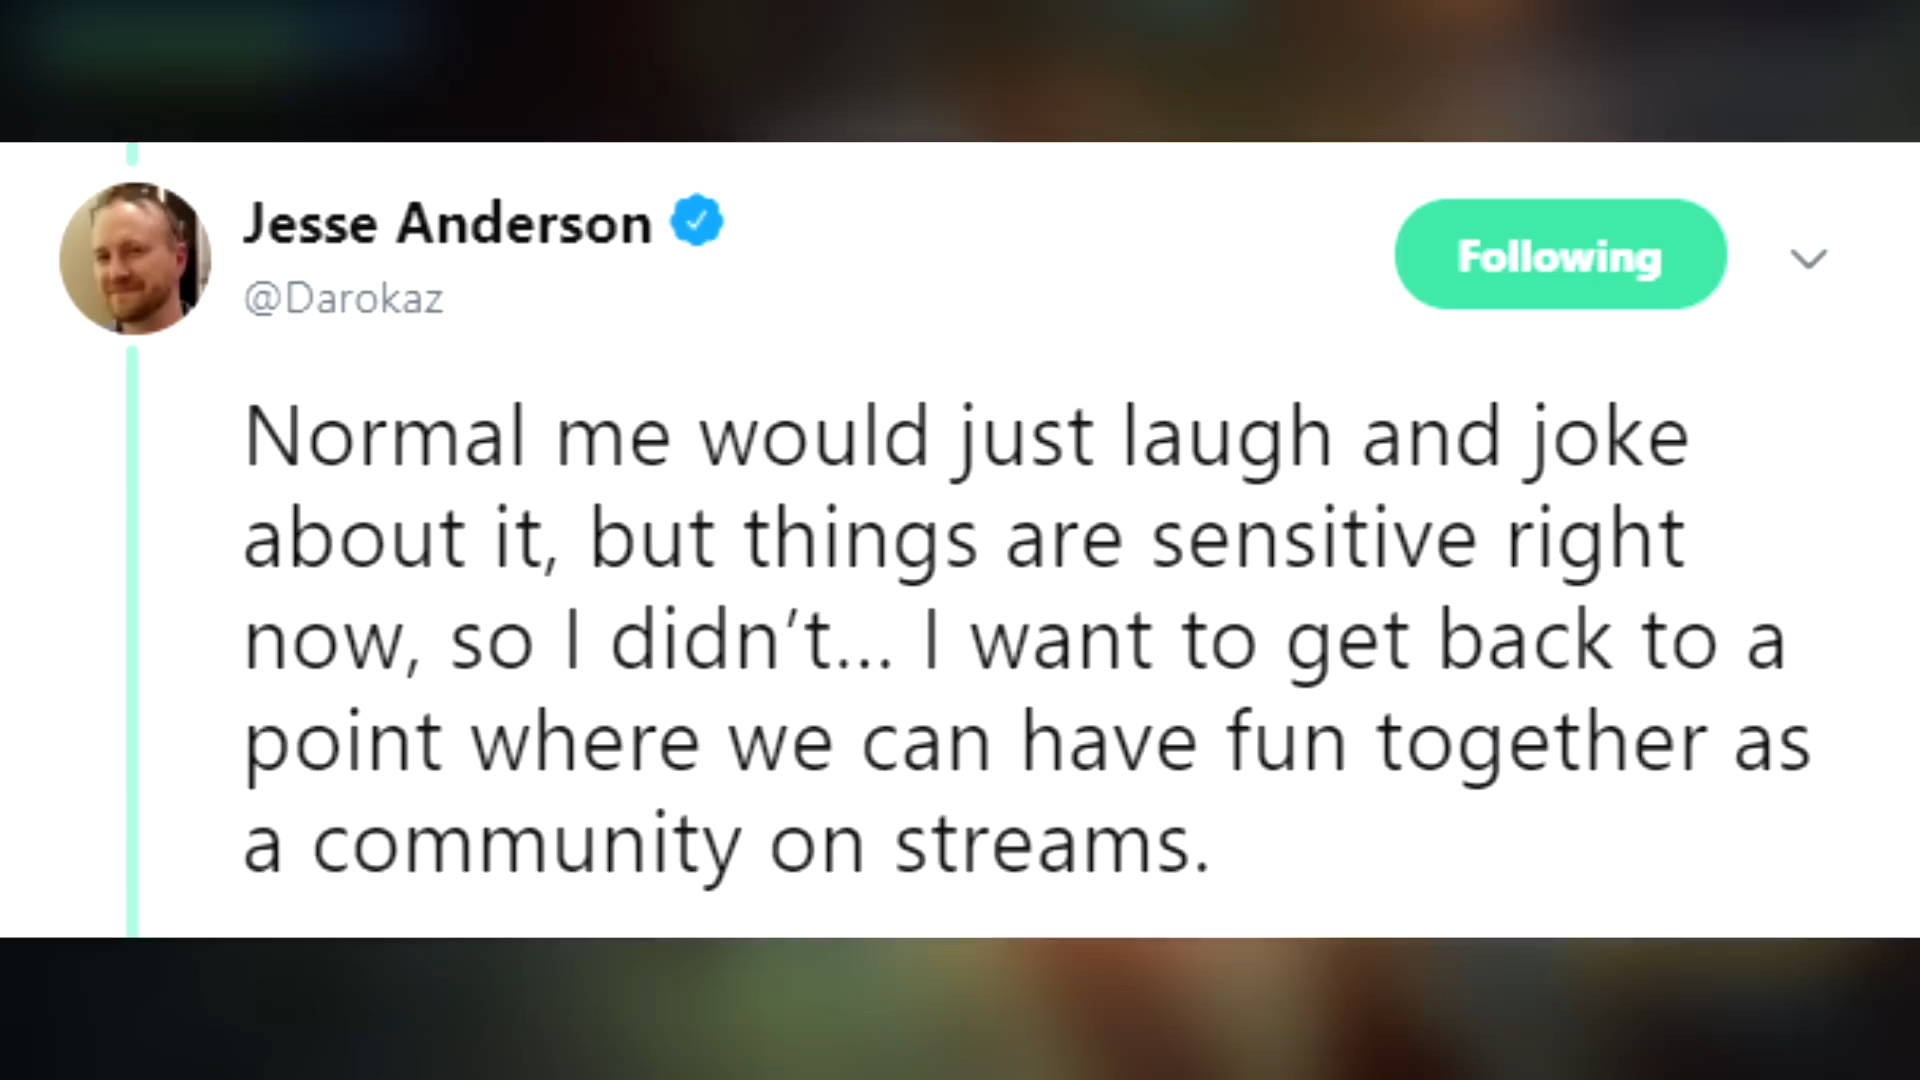 Jesse Anderson
@Darokaz
Following
Normal me would just laugh and joke
about it, but things are sensitive right
now, so I didn't... I want to get back to a
point where we can have fun together as
a community on streams.